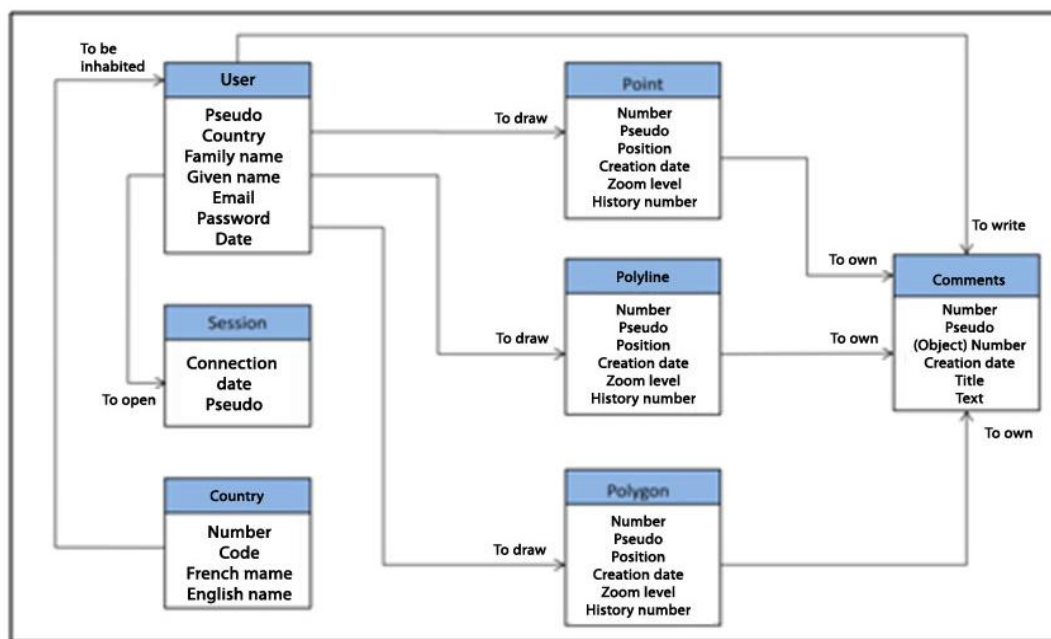 To be
inhabited
User
Pseudo
Country
Family name
Given name
Email
Password
Date
To open
Session
Connection
date
Pseudo
Country
Number
Code
French mame
English name
To draw
Point
Number
Pseudo
Position
Creation date
Zoom level
History number
To draw
Polyline
Number
Pseudo
Position
Creation date
Zoom level
History number
To draw
Polygon
Number
Pseudo
Position
Creation date
Zoom level
History number
To write
To own
To own
Comments
Number
Pseudo
(Object) Number
Creation date
Title
Text
To own